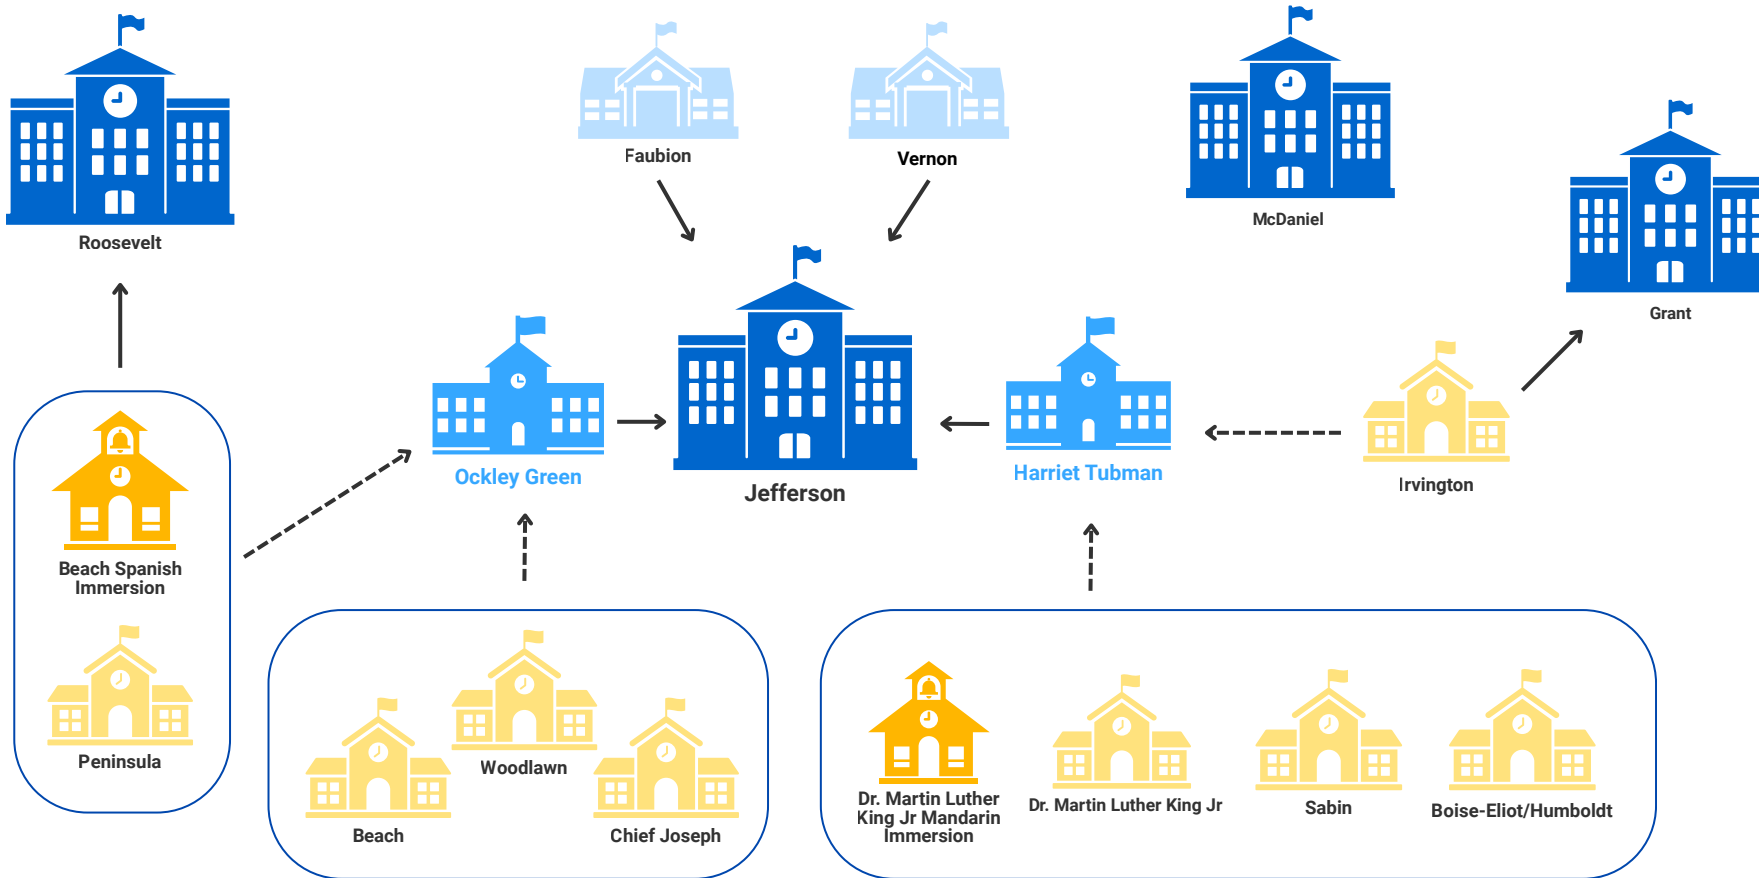 Faubion
Vernon
McDaniel
Roosevelt
Grant
Ockley Green
Jefferson
Harriet Tubman
Irvington
Beach Spanish
Immersion
Peninsula
Woodlawn
Beach
Chief Joseph
Dr. Martin Luther
King Jr Mandarin
Immersion
Dr. Martin Luther King Jr
Sabin
Boise-Eliot/Humboldt